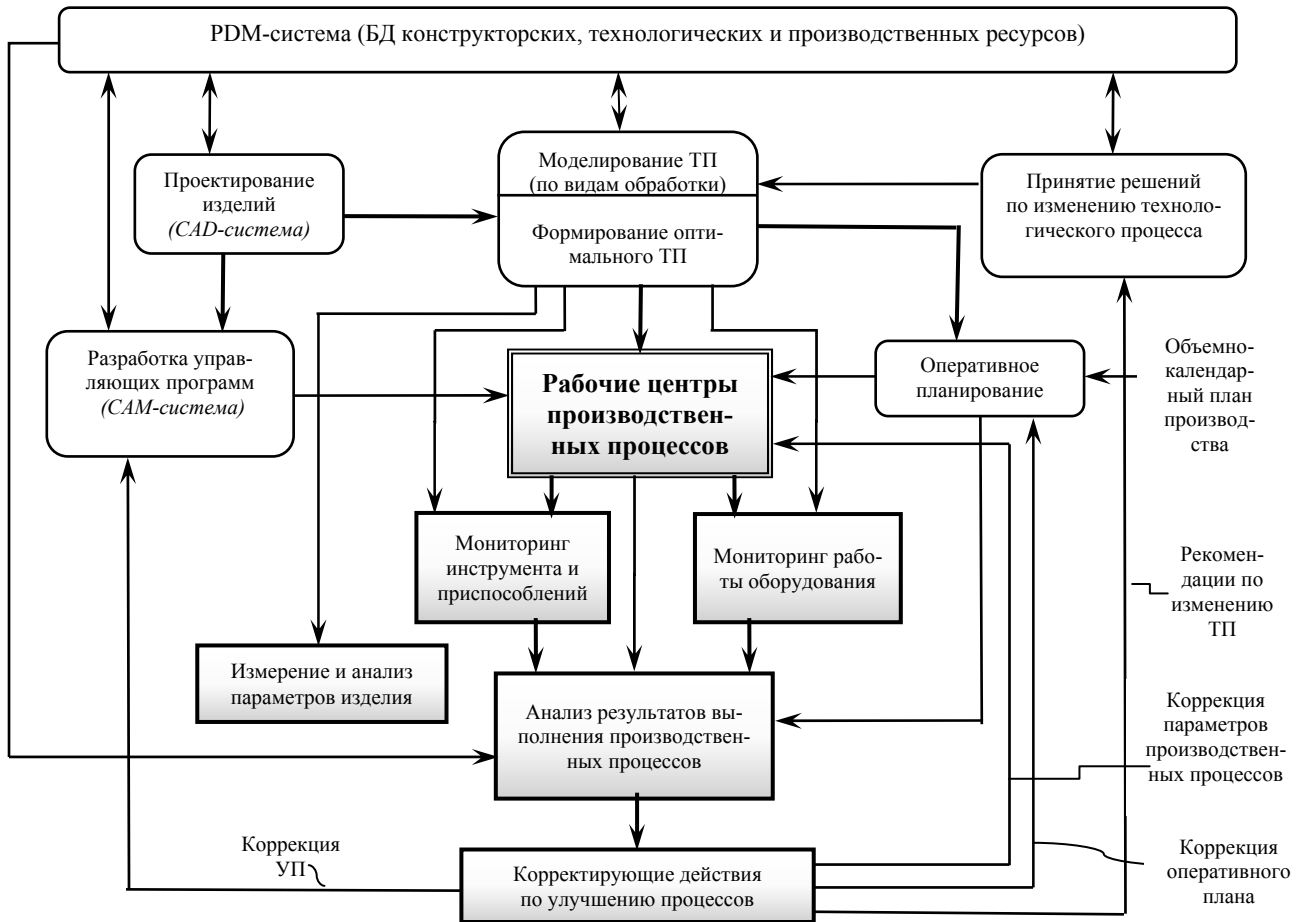 PDM-система (БД конструкторских, технологических и производственных ресурсов)
Проектирование
изделий
(CAD-система)
Моделирование ТП
(по видам обработки)
Формирование опти-
мального ТП
Принятие решений
по изменению техноло-
гического процесса
Разработка управ-
ляющих программ
(CAM-система)
Рабочие центры
производствен-
ных процессов
Оперативное
планирование
Объемно-
календар-
ный план
производ-
ства
Мониторинг
инструмента и
приспособлений
Мониторинг рабо-
ты оборудования
Рекомен-
дации по
изменению
ТП
Измерение и анализ
параметров изделия
Анализ результатов вы-
полнения производствен-
ных процессов
Коррекция
параметров
производствен-
ных процессов
Коррекция
УП
Корректирующие действия
по улучшению процессов
Коррекция
оперативного
плана